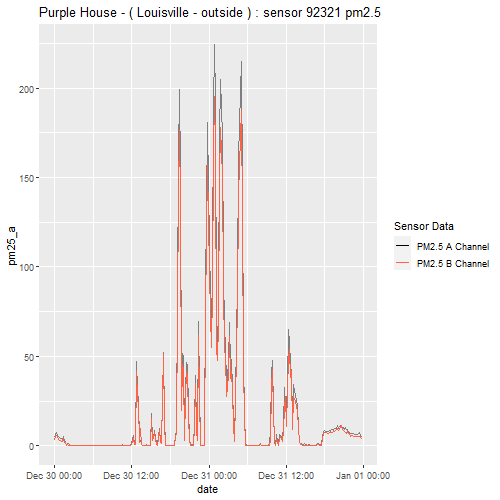 Purple House - ( Louisville - outside ) : sensor 92321 pm2.5
200
150
100
50
0
pm25_a
Dec 30 00:00 Dec 30 12:00 Dec 31 00:00 Dec 31 12:00 Jan 01 00:00
date
Sensor Data
PM2.5 A Channel
PM2.5 B Channel